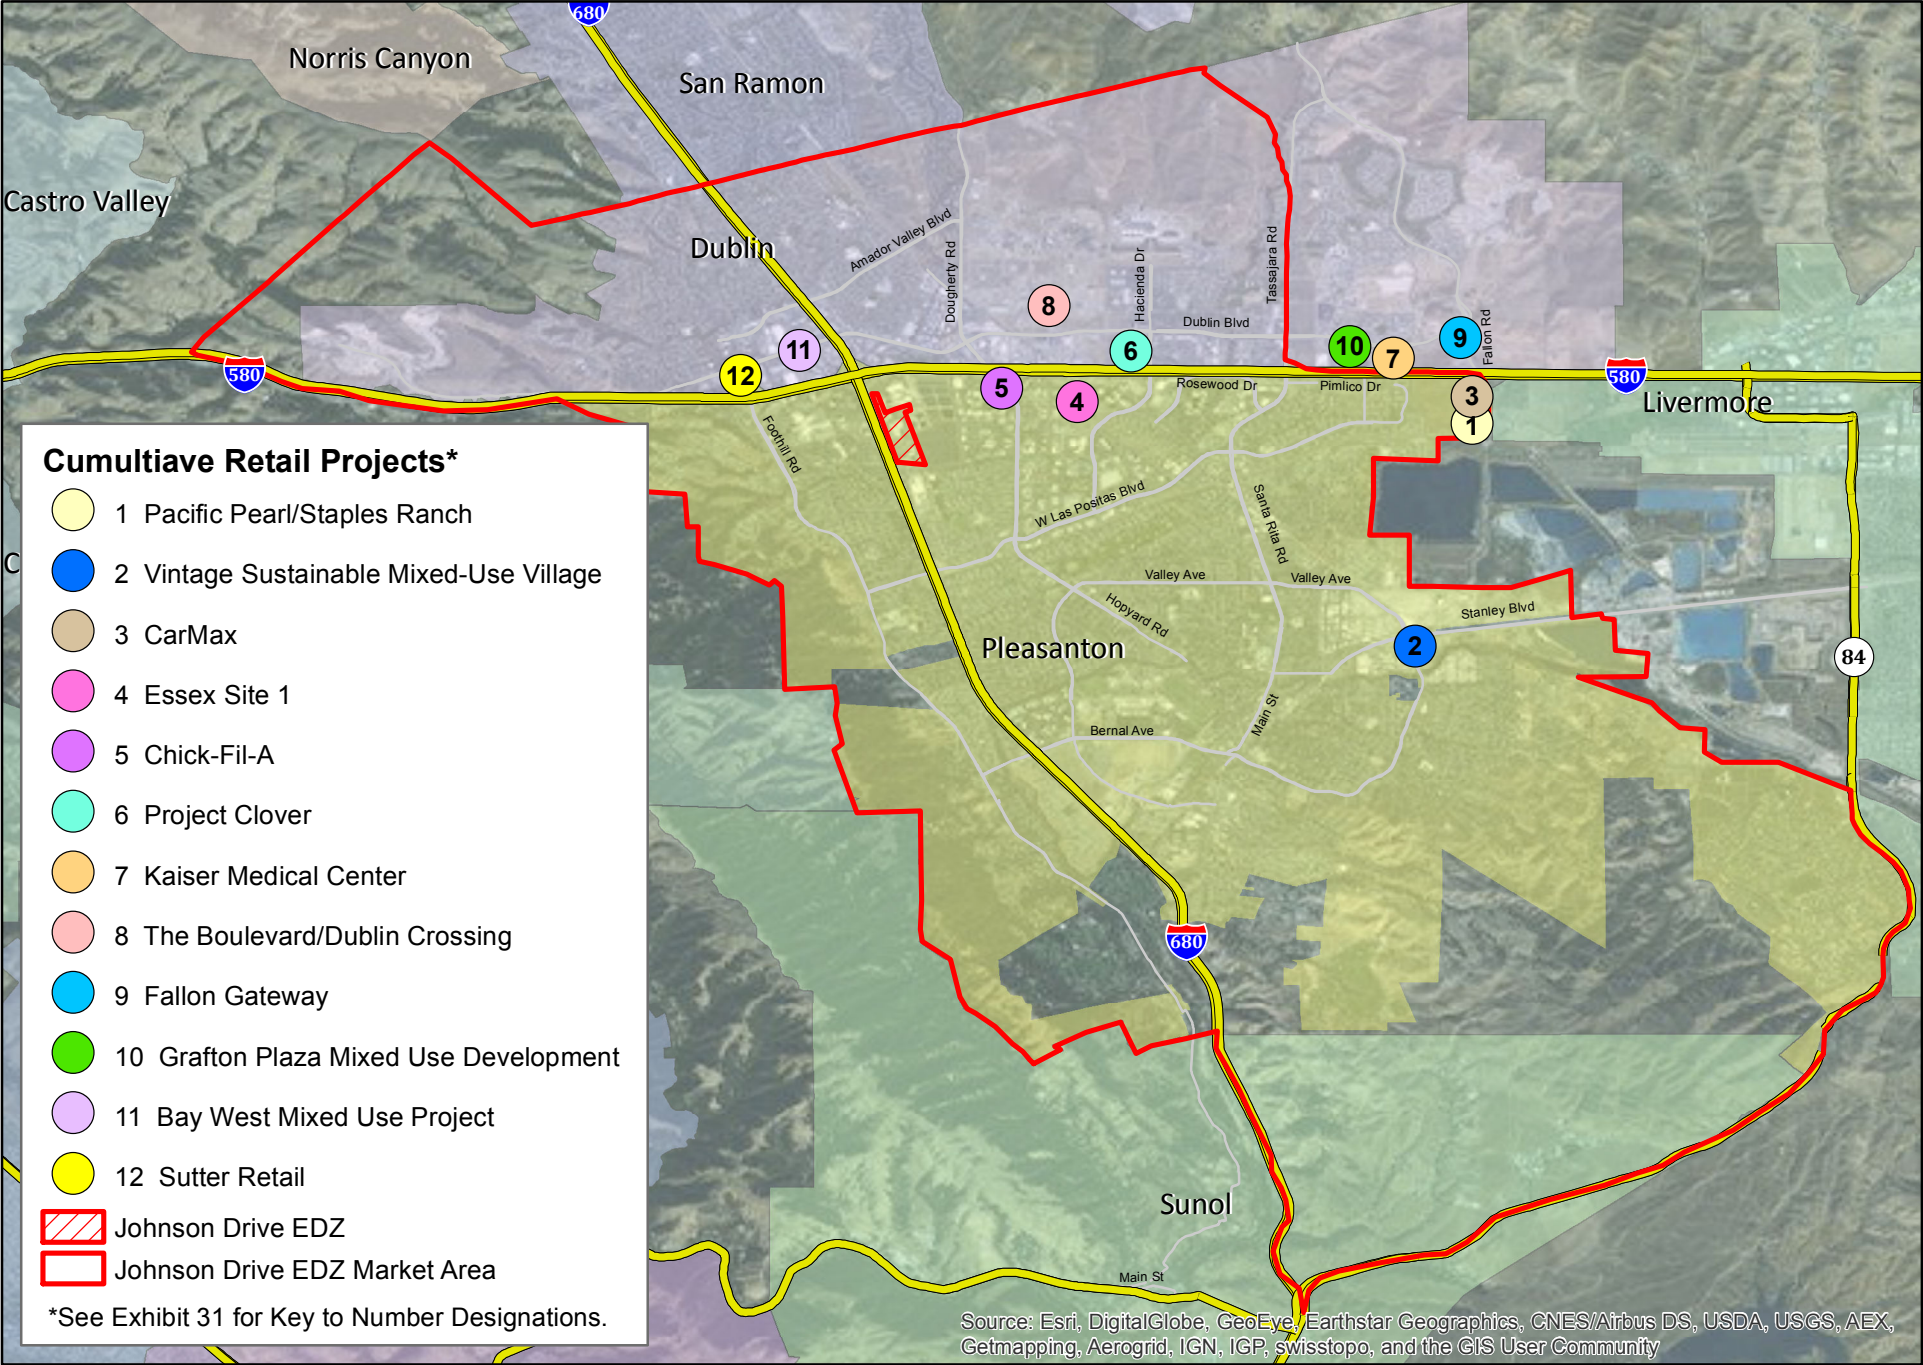 680
Norris Canyon
San Ramon
Castro Valley
Dublin
Amador Valley Blvd
Dougherty Rd
Hacienda Dr
Tassajara Rd
Fallon Rd
Dublin Blvd
8
11
6
10
7
9
12
580
580
5
4
Rosewood Dr
Pimlico Dr
3
1
Livermore
Foothill Rd
W Las Positas Blvd
Santa Rita Rd
Valley Ave
Valley Ave
Hopyard Rd
Stanley Blvd
Pleasanton
2
84
Main St
Bernal Ave
680
Sunol
Main St
C
Cumultiave Retail Projects*
1 Pacific Pearl/Staples Ranch
2 Vintage Sustainable Mixed-Use Village
3 CarMax
4 Essex Site 1
5 Chick-Fil-A
6 Project Clover
7 Kaiser Medical Center
8 The Boulevard/Dublin Crossing
9 Fallon Gateway
10 Grafton Plaza Mixed Use Development
11 Bay West Mixed Use Project
12 Sutter Retail
Johnson Drive EDZ
Johnson Drive EDZ Market Area
*See Exhibit 31 for Key to Number Designations.
Source: Esri, DigitalGlobe, GeoEye, Earthstar Geographics, CNES/Airbus DS, USDA, USGS, AEX,
Getmapping, Aerogrid, IGN, IGP, swisstopo, and the GIS User Community